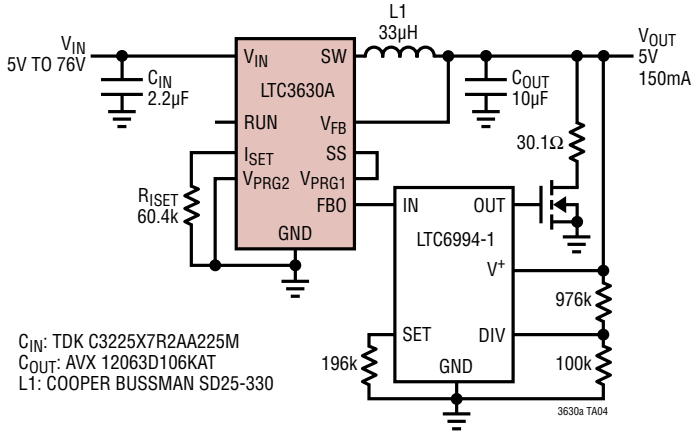 L1
33μH
VIN
5V TO 76V
CIN
2.2μF
VIN
SW
LTC3630A
RUN
VFB
ISET
SS
VPRG2
VPRG1
FBO
GND
RISET
60.4k
COUT
10μF
VOUT
5V
150mA
30.1Ω
IN
OUT
LTC6994-1
V+
SET
DIV
GND
196k
976k
100k
CIN: TDK C3225X7R2AA225M
COUT: AVX 12063D106KAT
L1: COOPER BUSSMAN SD25-330
3630a TA04